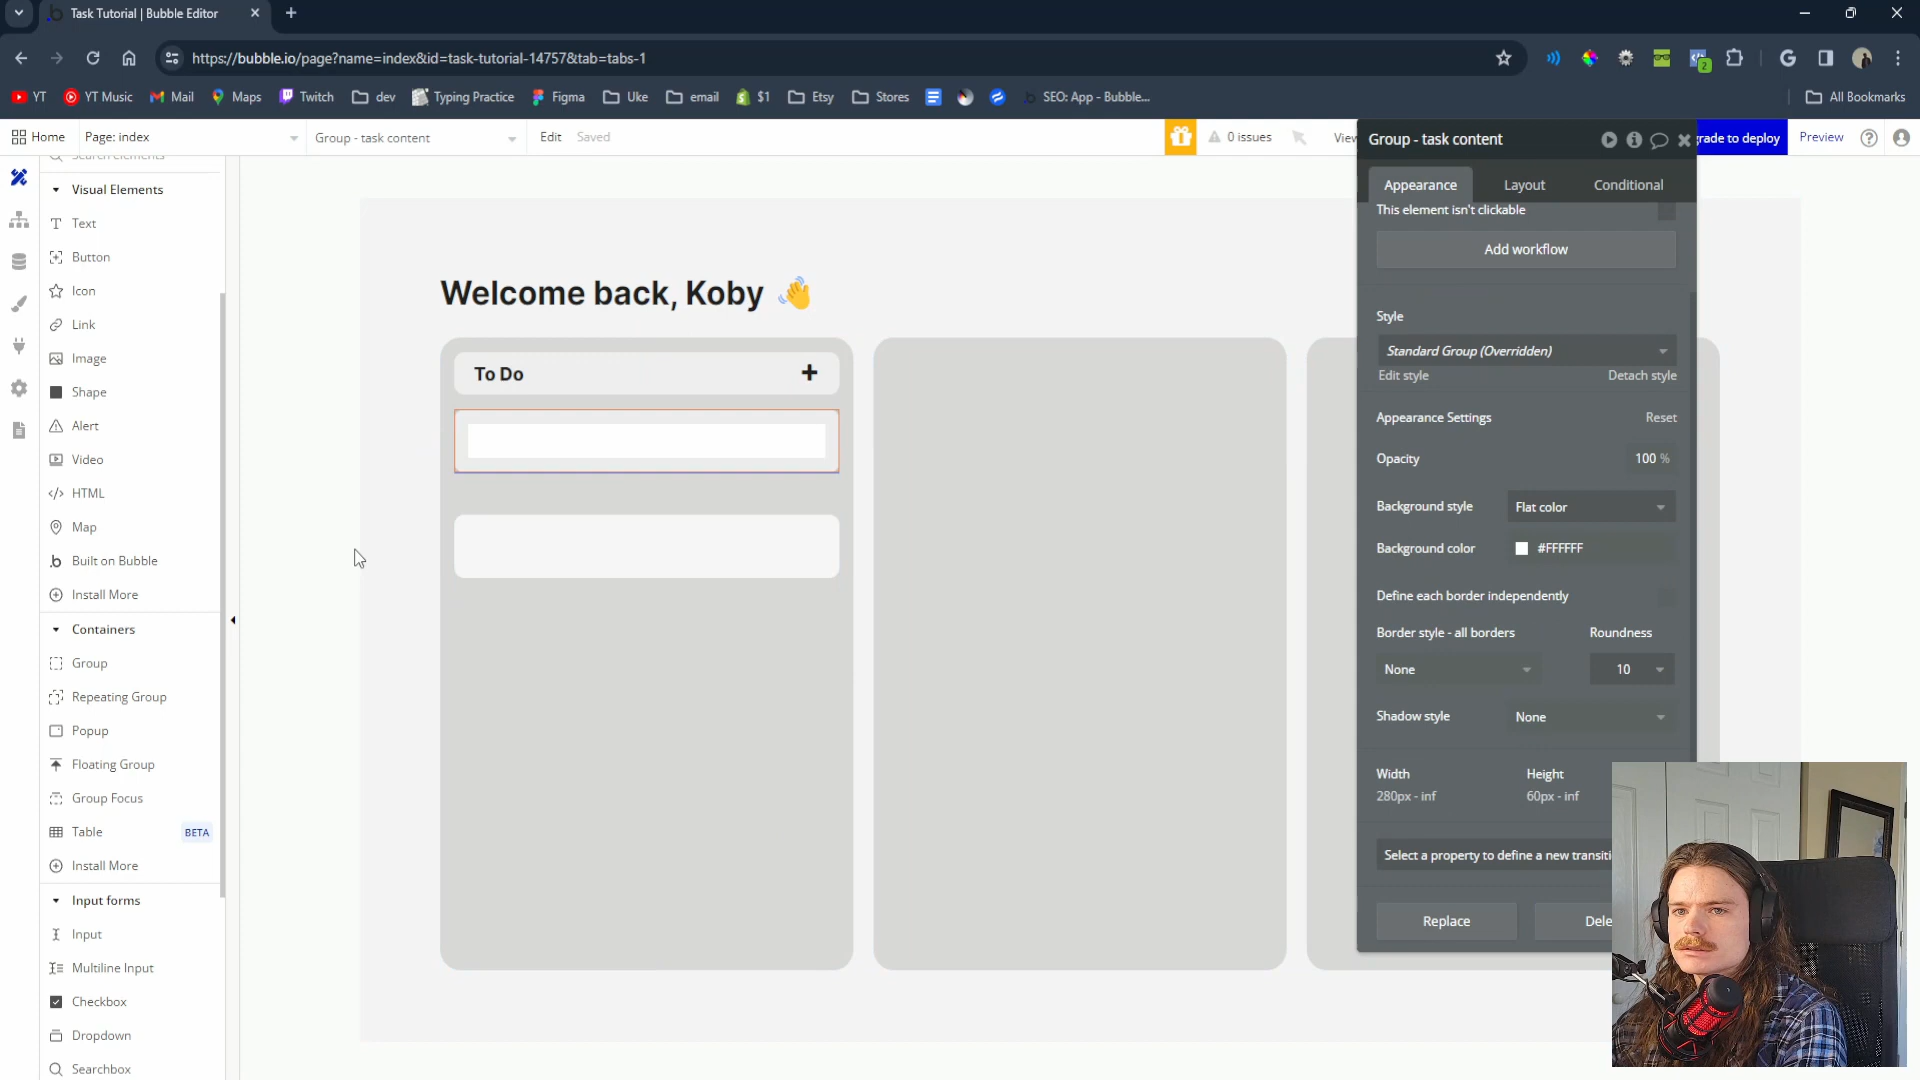 Task Tutorial | Bubble Editor
https://bubble.io/page?name=index&id=task-tutorial-14757&tab=tabs-1
2
YT
YT Music
Mail
Maps
Twitch
dev
Typing Practice
Figma
Uke
email
$1
Etsy
Stores
SEO: App - Bubble...
All Bookmarks
Home
Page: index
Group - task content
Edit
Saved
0 issues
View
Group - task content
grade to deploy
Preview
Search elements
Visual Elements
Text
Button
Icon
Link
Image
Shape
Alert
Video
HTML
Map
Built on Bubble
Install More
Containers
Group
Repeating Group
Popup
Floating Group
Group Focus
Table
BETA
Install More
Input forms
Input
Multiline Input
Checkbox
Dropdown
Searchbox
Welcome back, Koby 👋
To Do
Appearance
Layout
Conditional
This element isn't clickable
Add workflow
Style
Standard Group (Overridden)
Edit style
Detach style
Appearance Settings
Reset
Opacity
100 %
Background style
Flat color
Background color
#FFFFFF
Define each border independently
Border style - all borders
Roundness
None
10
Shadow style
None
Width
Height
280px - inf
60px - inf
Select a property to define a new transiti
Replace
Dele